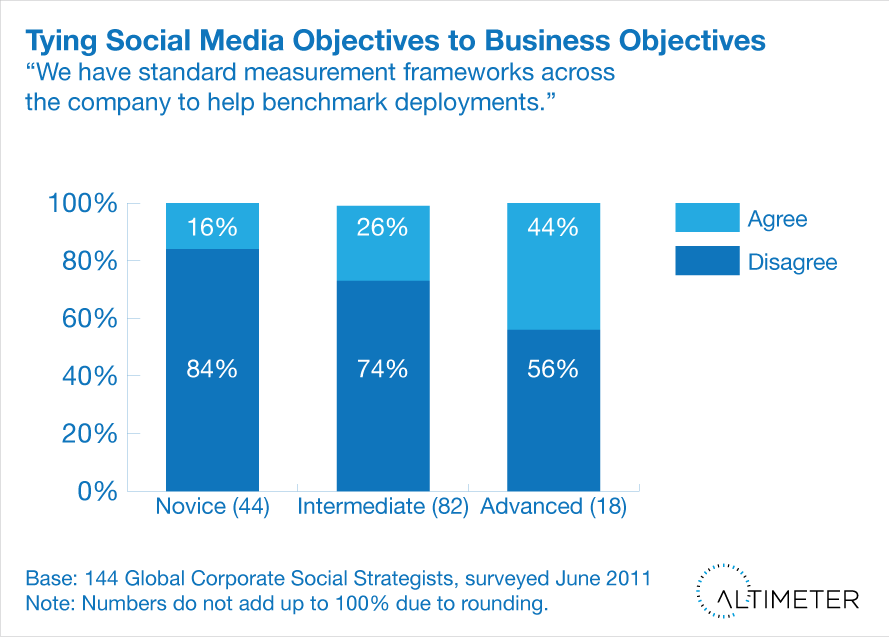 Tying Social Media Objectives to Business Objectives
“We have standard measurement frameworks across
the company to help benchmark deployments.”
100%
80%
60%
40%
20%
0%
16%
26%
44%
84%
74%
56%
Novice (44)
Intermediate (82)
Advanced (18)
Agree
Disagree
Base: 144 Global Corporate Social Strategists, surveyed June 2011
Note: Numbers do not add up to 100% due to rounding.
ALTIMETER